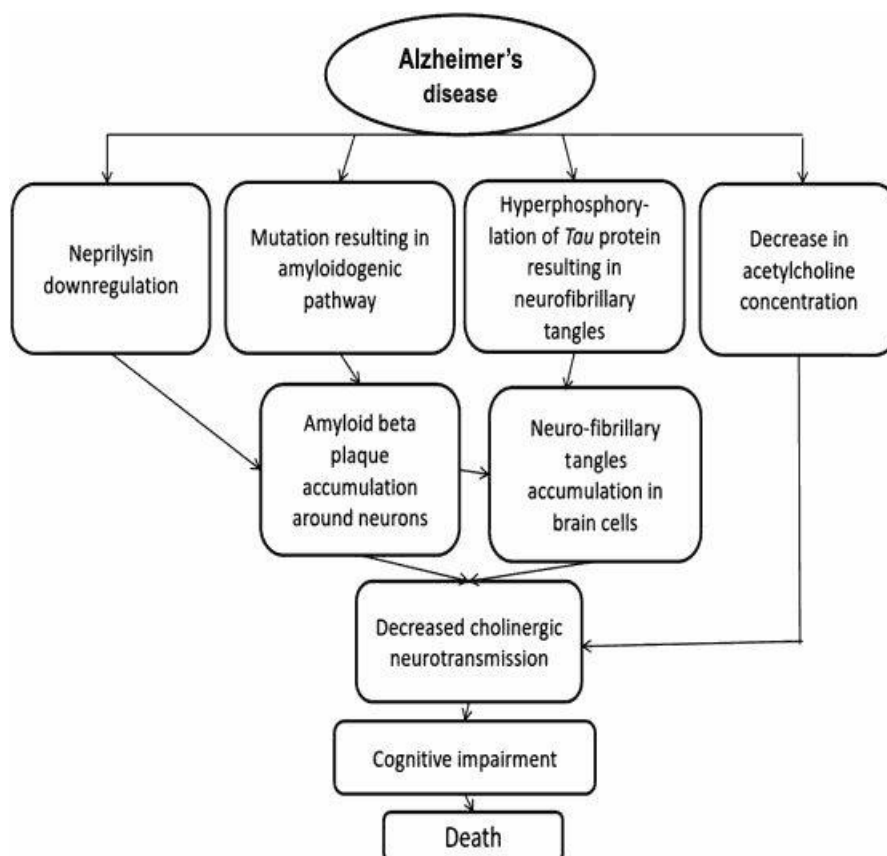 Alzheimer's
disease
Neprilysin
downregulation
Mutation resulting in
amyloidogenic
pathway
Hyperphosphory-
lation of Tau protein
resulting in
neurofibrillary
tangles
Decrease in
acetylcholine
concentration
Amyloid beta
plaque
accumulation
around neurons
Neuro-fibrillary
tangles
accumulation in
brain cells
Decreased cholinergic
neurotransmission
Cognitive impairment
Death